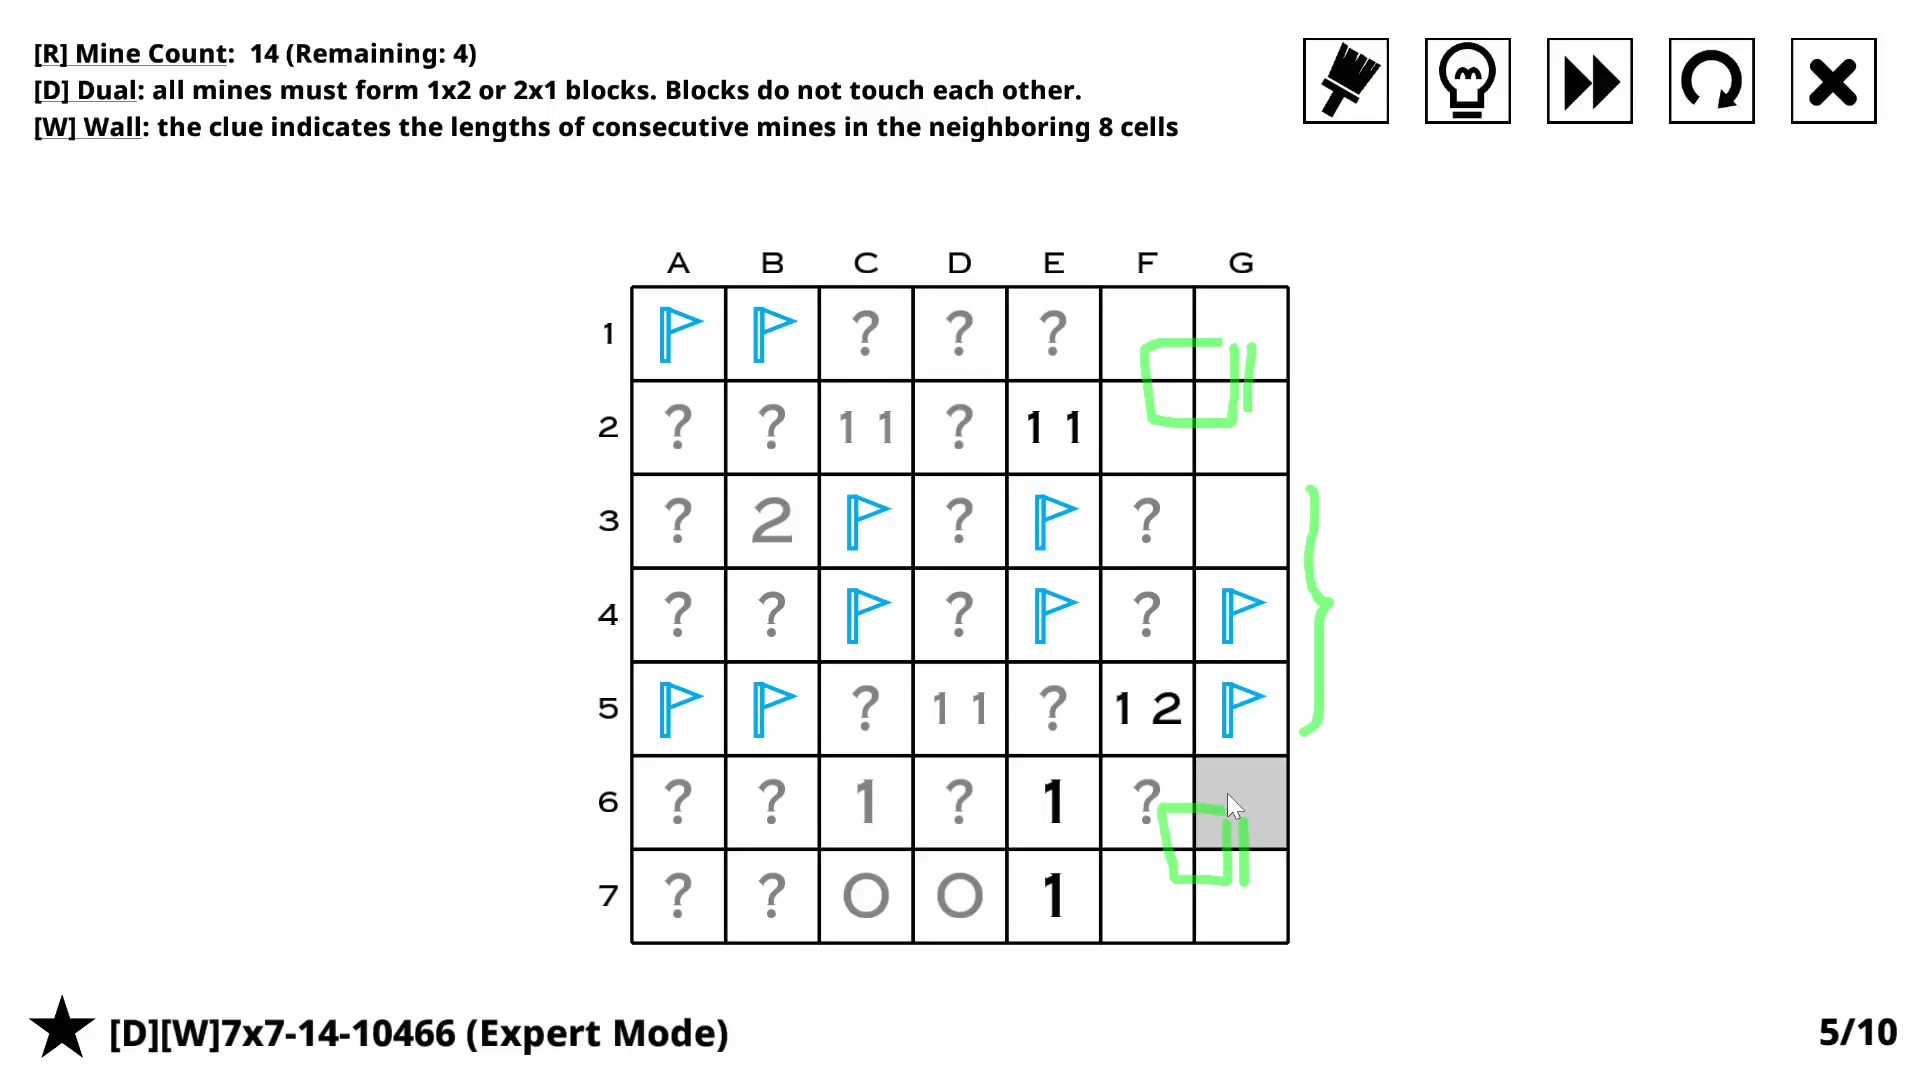 [R] Mine Count:  14 (Remaining: 4)
[D] Dual: all mines must form 1x2 or 2x1 blocks. Blocks do not touch each other.
[W] Wall: the clue indicates the lengths of consecutive mines in the neighboring 8 cells
A B C D E F G
1 ? ? ?
2 ? ? 1 1 ? 1 1
3 ? 2 ? ?
4 ? ? ? ?
5 ? 1 1 ? 1 2
6 ? ? 1 ? 1 ?
7 ? ? 0 0 1
[D][W]7x7-14-10466 (Expert Mode)
5/10